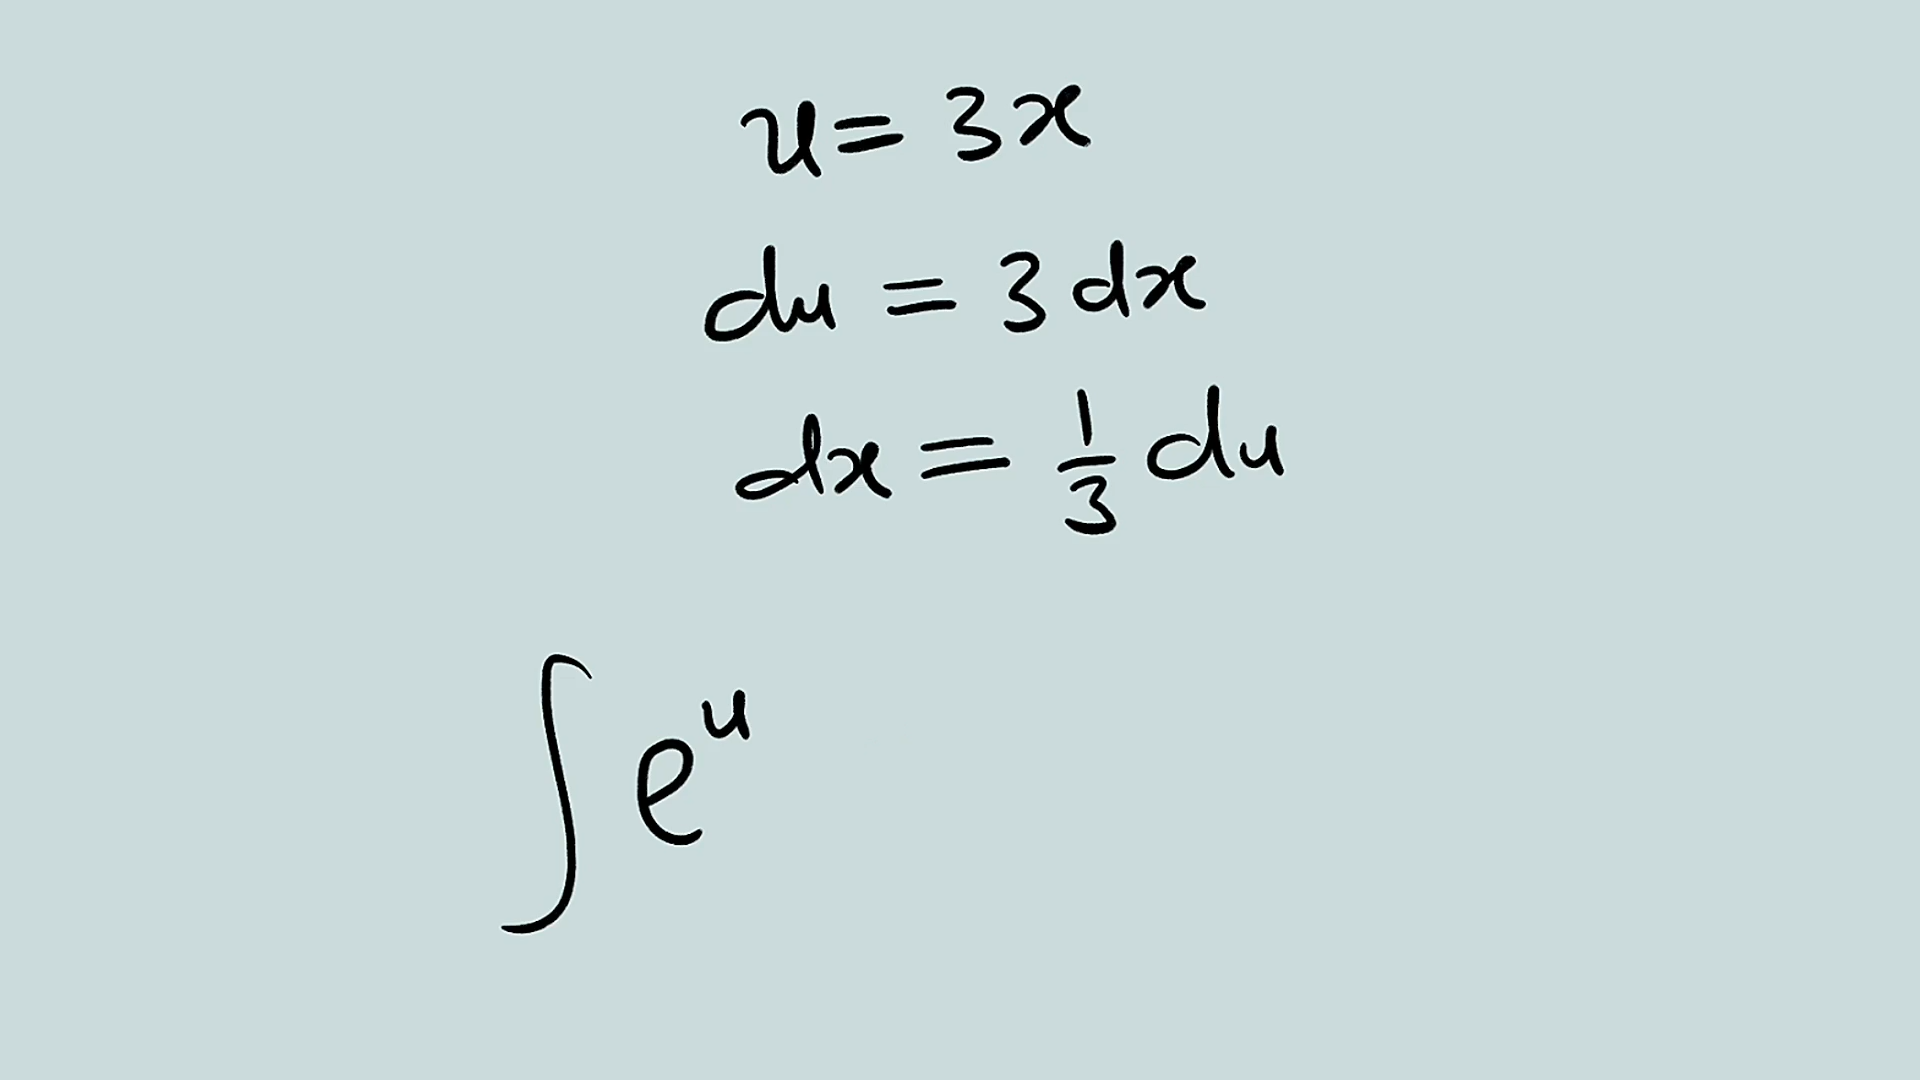 u = 3x
du = 3 dx
dx = 1/3 du
∫ e^u